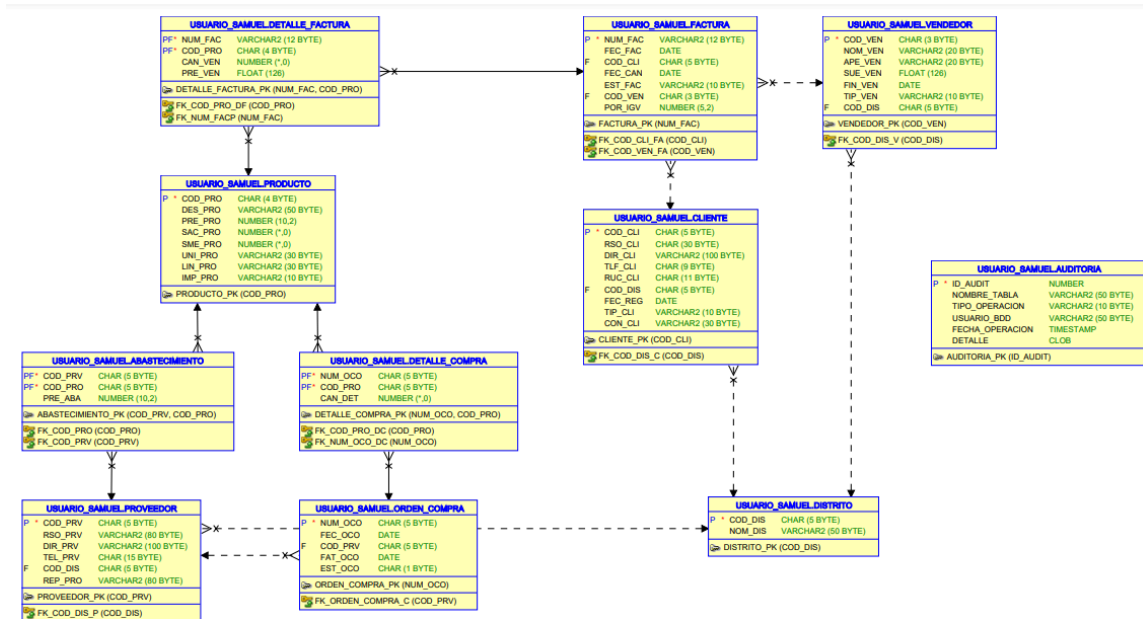 USUARIO_SAMUEL.DETALLE_FACTURA
PF* NUM_FAC VARCHAR2 (12 BYTE)
PF* COD_PRO CHAR (4 BYTE)
CAN_VEN NUMBER (*,0)
PRE_VEN FLOAT (126)
DETALLE_FACTURA_PK (NUM_FAC, COD_PRO)
FK_COD_PRO_DF (COD_PRO)
FK_NUM_FACP (NUM_FAC)
USUARIO_SAMUEL.FACTURA
P * NUM_FAC VARCHAR2 (12 BYTE)
FEC_FAC DATE
F COD_CLI CHAR (5 BYTE)
FEC_CAN DATE
EST_FAC VARCHAR2 (10 BYTE)
F COD_VEN CHAR (3 BYTE)
POR_IGV NUMBER (5,2)
FACTURA_PK (NUM_FAC)
FK_COD_CLI_FA (COD_CLI)
FK_COD_VEN_FA (COD_VEN)
USUARIO_SAMUEL.VENDEDOR
P * COD_VEN CHAR (3 BYTE)
NOM_VEN VARCHAR2 (20 BYTE)
APE_VEN VARCHAR2 (20 BYTE)
SUE_VEN FLOAT (126)
FIN_VEN DATE
TIP_VEN VARCHAR2 (10 BYTE)
F COD_DIS CHAR (5 BYTE)
VENDEDOR_PK (COD_VEN)
FK_COD_DIS_V (COD_DIS)
USUARIO_SAMUEL.PRODUCTO
P * COD_PRO CHAR (4 BYTE)
DES_PRO VARCHAR2 (50 BYTE)
PRE_PRO NUMBER (10,2)
SAC_PRO NUMBER (*,0)
SME_PRO NUMBER (*,0)
UNI_PRO VARCHAR2 (30 BYTE)
LIN_PRO VARCHAR2 (30 BYTE)
IMP_PRO VARCHAR2 (10 BYTE)
PRODUCTO_PK (COD_PRO)
USUARIO_SAMUEL.CLIENTE
P * COD_CLI CHAR (5 BYTE)
RSO_CLI CHAR (30 BYTE)
DIR_CLI VARCHAR2 (100 BYTE)
TLF_CLI CHAR (9 BYTE)
RUC_CLI CHAR (11 BYTE)
F COD_DIS CHAR (5 BYTE)
FEC_REG DATE
TIP_CLI VARCHAR2 (10 BYTE)
CON_CLI VARCHAR2 (30 BYTE)
CLIENTE_PK (COD_CLI)
FK_COD_DIS_C (COD_DIS)
USUARIO_SAMUEL.AUDITORIA
P * ID_AUDIT NUMBER
NOMBRE_TABLA VARCHAR2 (50 BYTE)
TIPO_OPERACION VARCHAR2 (10 BYTE)
USUARIO_BDD VARCHAR2 (50 BYTE)
FECHA_OPERACION TIMESTAMP
DETALLE CLOB
AUDITORIA_PK (ID_AUDIT)
USUARIO_SAMUEL.ABASTECIMIENTO
PF* COD_PRV CHAR (5 BYTE)
PF* COD_PRO CHAR (5 BYTE)
PRE_ABA NUMBER (10,2)
ABASTECIMIENTO_PK (COD_PRV, COD_PRO)
FK_COD_PRO (COD_PRO)
FK_COD_PRV (COD_PRV)
USUARIO_SAMUEL.DETALLE_COMPRA
PF* NUM_OCO CHAR (5 BYTE)
PF* COD_PRO CHAR (5 BYTE)
CAN_DET NUMBER (*,0)
DETALLE_COMPRA_PK (NUM_OCO, COD_PRO)
FK_COD_PRO_DC (COD_PRO)
FK_NUM_OCO_DC (NUM_OCO)
USUARIO_SAMUEL.PROVEEDOR
P * COD_PRV CHAR (5 BYTE)
RSO_PRV VARCHAR2 (80 BYTE)
DIR_PRV VARCHAR2 (100 BYTE)
TEL_PRV CHAR (15 BYTE)
F COD_DIS CHAR (5 BYTE)
REP_PRO VARCHAR2 (80 BYTE)
PROVEEDOR_PK (COD_PRV)
FK_COD_DIS_P (COD_DIS)
USUARIO_SAMUEL.ORDEN_COMPRA
P * NUM_OCO CHAR (5 BYTE)
FEC_OCO DATE
F COD_PRV CHAR (5 BYTE)
FAT_OCO DATE
EST_OCO CHAR (1 BYTE)
ORDEN_COMPRA_PK (NUM_OCO)
FK_ORDEN_COMPRA_C (COD_PRV)
USUARIO_SAMUEL.DISTRITO
P * COD_DIS CHAR (5 BYTE)
NOM_DIS VARCHAR2 (50 BYTE)
DISTRITO_PK (COD_DIS)